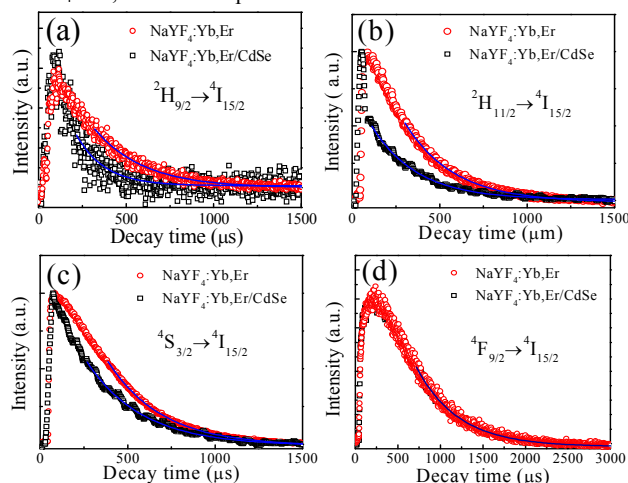 (a)
NaYF₄:Yb,Er
NaYF₄:Yb,Er/CdSe
²H₉/₂→⁴I₁₅/₂
Intensity (a.u.)
0 500 1000 1500
Decay time (μs)
(b)
NaYF₄:Yb,Er
NaYF₄:Yb,Er/CdSe
²H₁₁/₂→⁴I₁₅/₂
Intensity (a.u.)
0 500 1000 1500
Decay time (μm)
(c)
NaYF₄:Yb,Er
NaYF₄:Yb,Er/CdSe
⁴S₃/₂→⁴I₁₅/₂
Intensity (a.u.)
0 500 1000 1500
Decay time (μs)
(d)
NaYF₄:Yb,Er
NaYF₄:Yb,Er/CdSe
⁴F₉/₂→⁴I₁₅/₂
Intensity (a.u.)
0 500 1000 1500 2000 2500 3000
Decay time (μs)